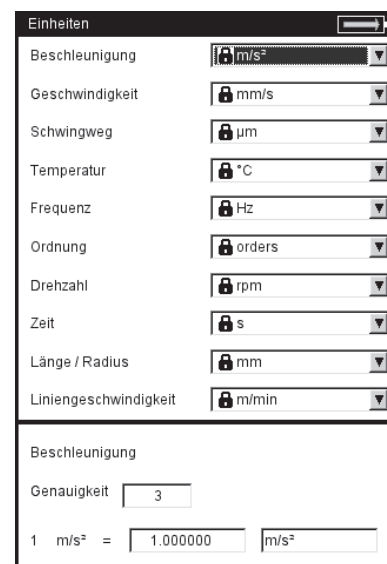 Einheiten
Beschleunigung m/s²
Geschwindigkeit mm/s
Schwingweg µm
Temperatur °C
Frequenz Hz
Ordnung orders
Drehzahl rpm
Zeit s
Länge / Radius mm
Liniengeschwindigkeit m/min
Beschleunigung
Genauigkeit 3
1 m/s² = 1.000000 m/s²